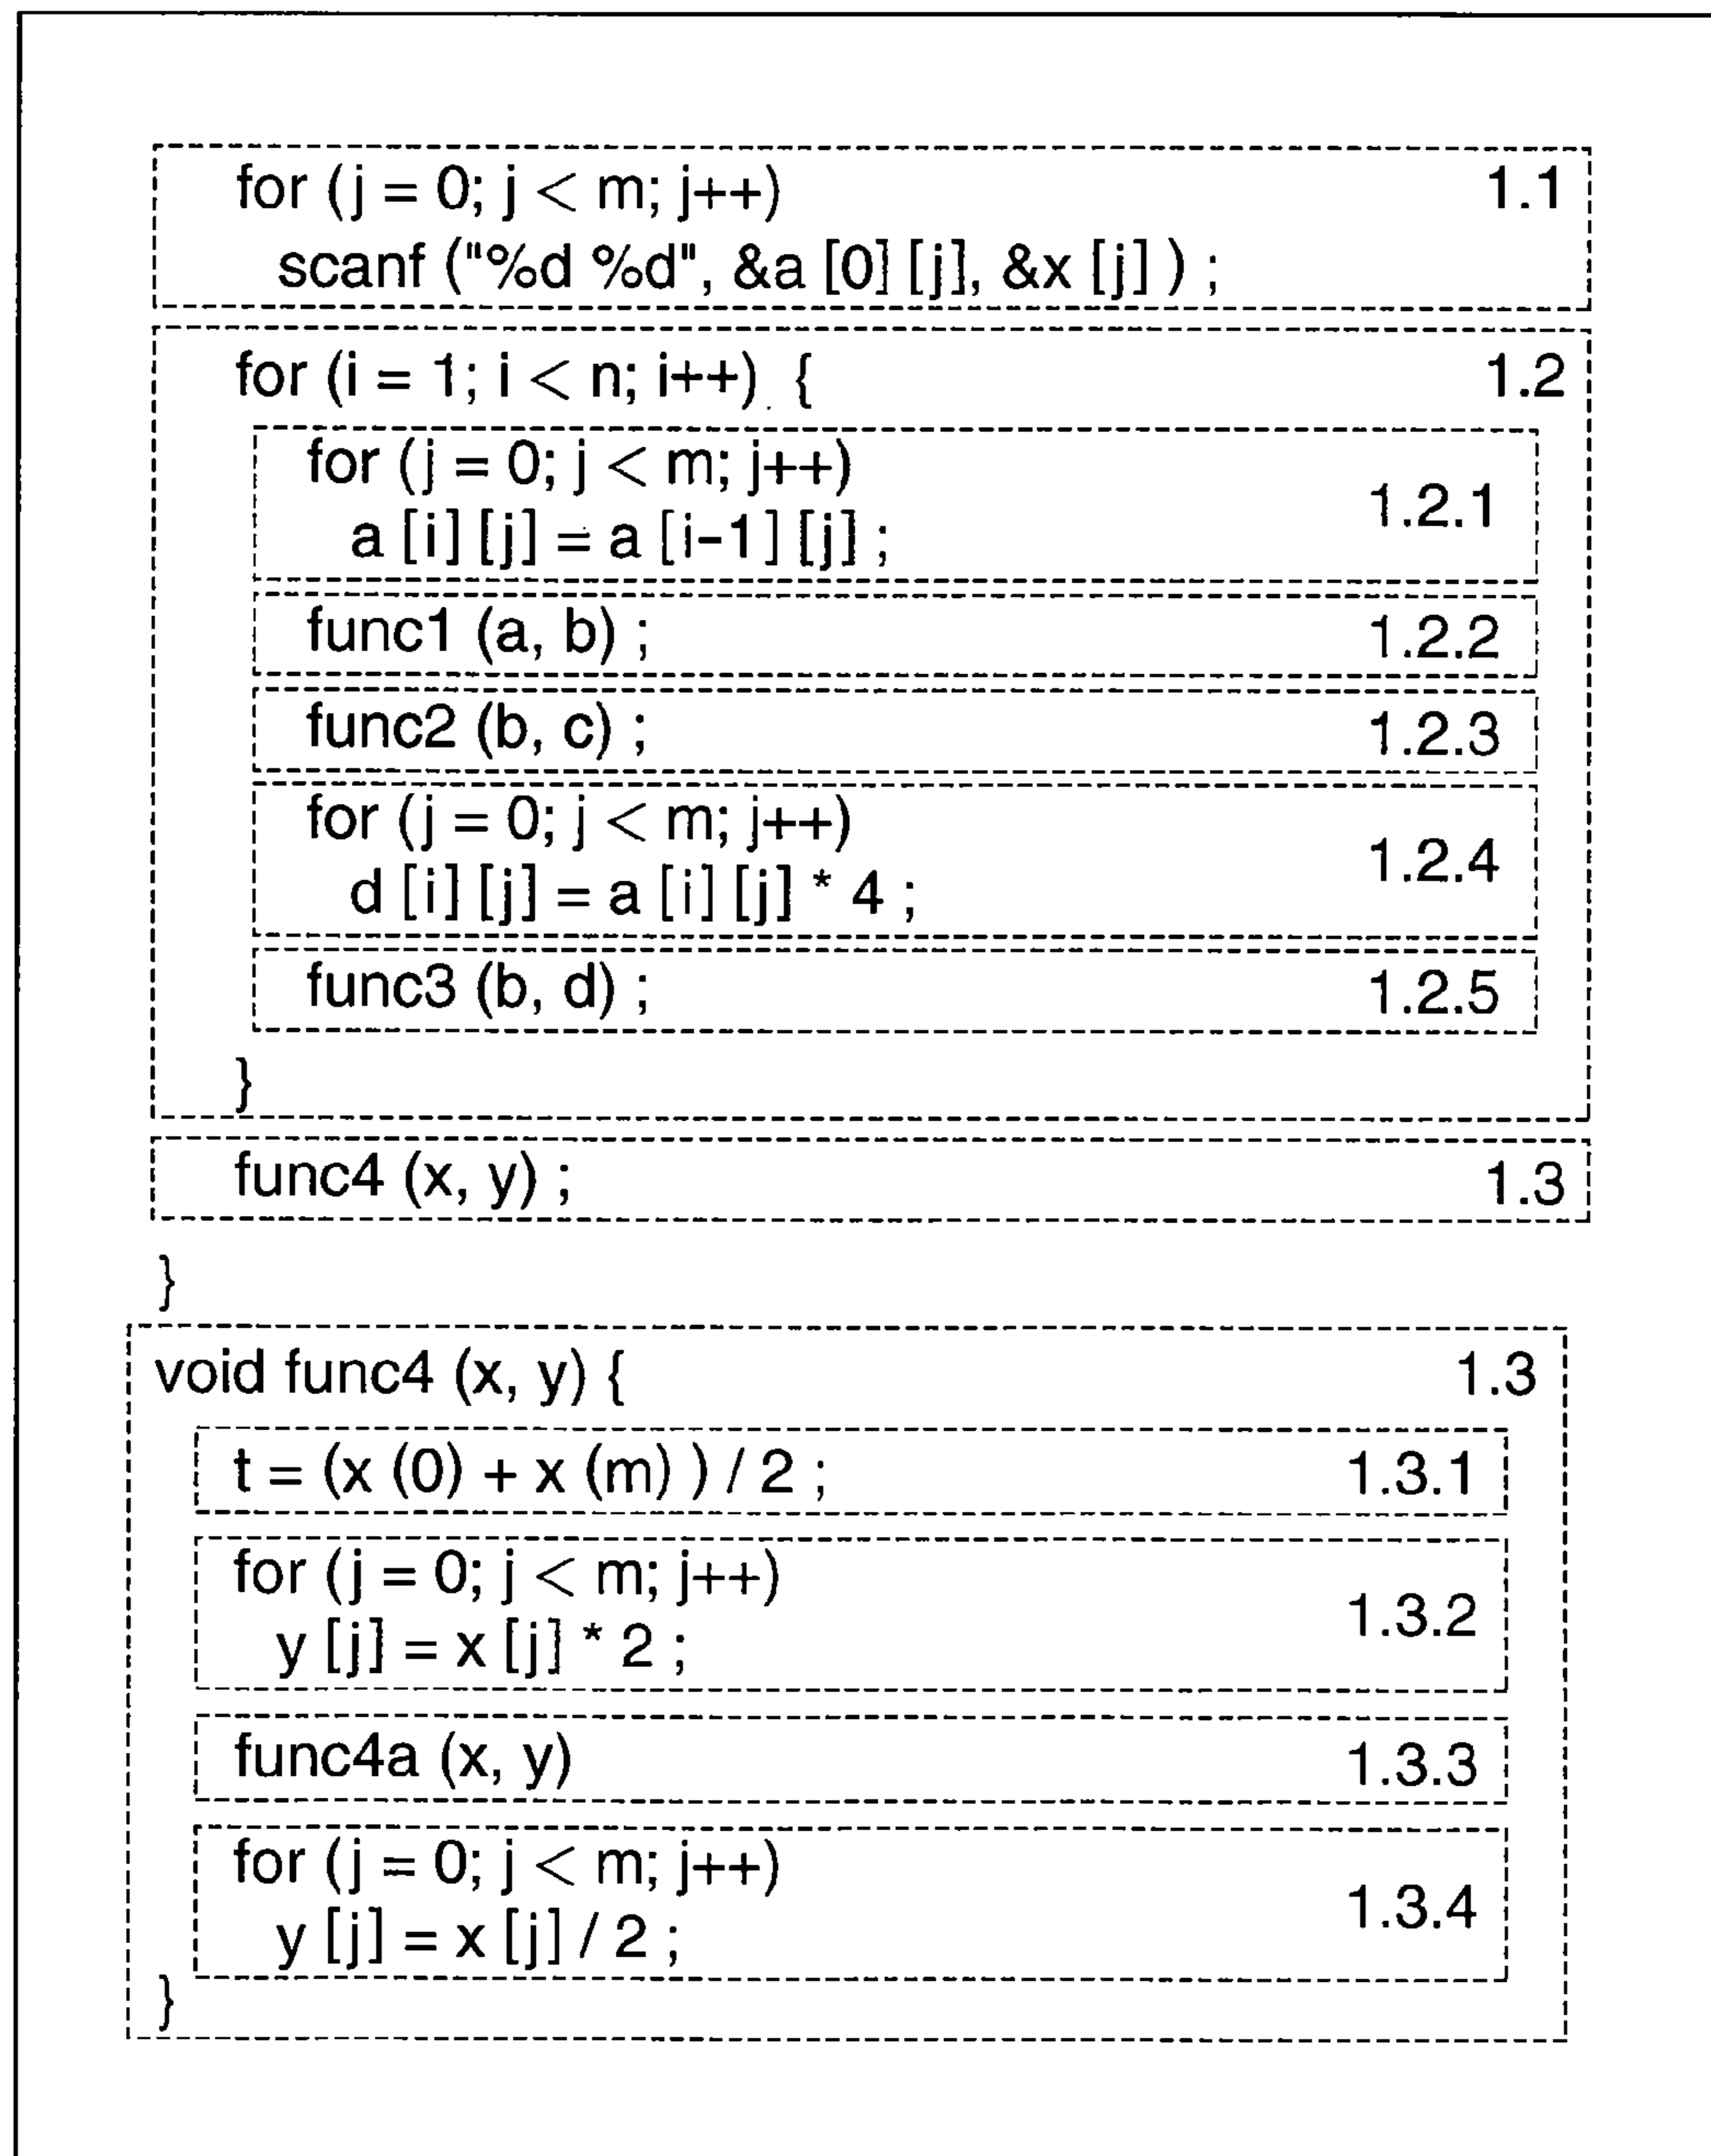 for (j = 0; j < m; j++) 1.1
scanf ("%d %d", &a [0] [j], &x [j] ) ;
for (i = 1; i < n; i++) { 1.2
for (j = 0; j < m; j++)
a [i] [j] = a [i-1] [j] ; 1.2.1
func1 (a, b) ; 1.2.2
func2 (b, c) ; 1.2.3
for (j = 0; j < m; j++)
d [i] [j] = a [i] [j] * 4 ; 1.2.4
func3 (b, d) ; 1.2.5
}
func4 (x, y) ; 1.3
}
void func4 (x, y) { 1.3
t = (x (0) + x (m) ) / 2 ; 1.3.1
for (j = 0; j < m; j++)
y [j] = x [j] * 2 ; 1.3.2
func4a (x, y) 1.3.3
for (j = 0; j < m; j++)
y [j] = x [j] / 2 ; 1.3.4
}